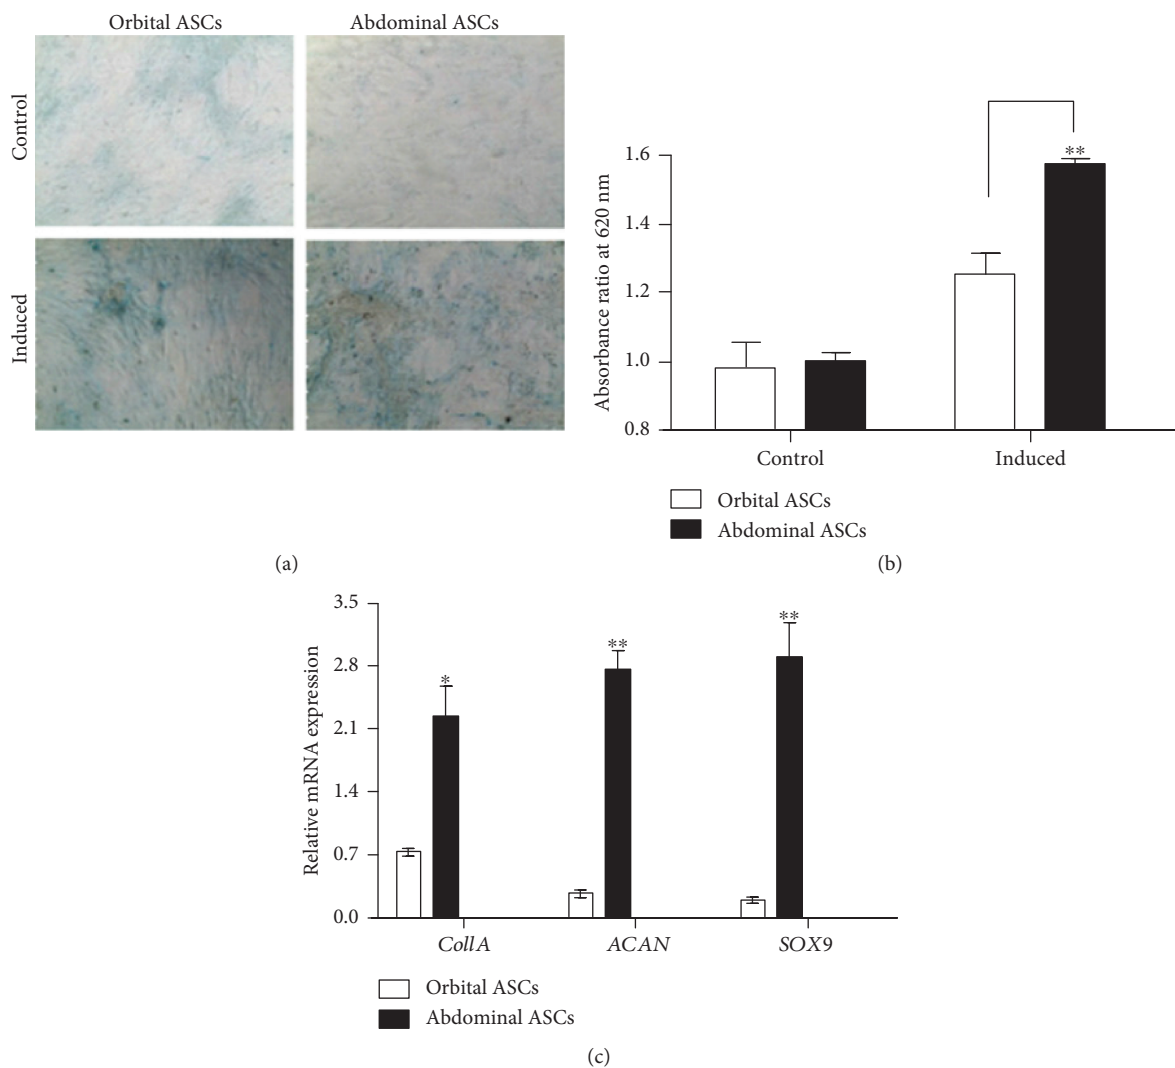 Orbital ASCs
Abdominal ASCs
Control
Induced
(a)
Absorbance ratio at 620 nm
1.6
1.4
1.2
1.0
0.8
**
Control
Induced
Orbital ASCs
Abdominal ASCs
(b)
Relative mRNA expression
3.5
2.8
2.1
1.4
0.7
0.0
*
**
**
CollA
ACAN
SOX9
Orbital ASCs
Abdominal ASCs
(c)